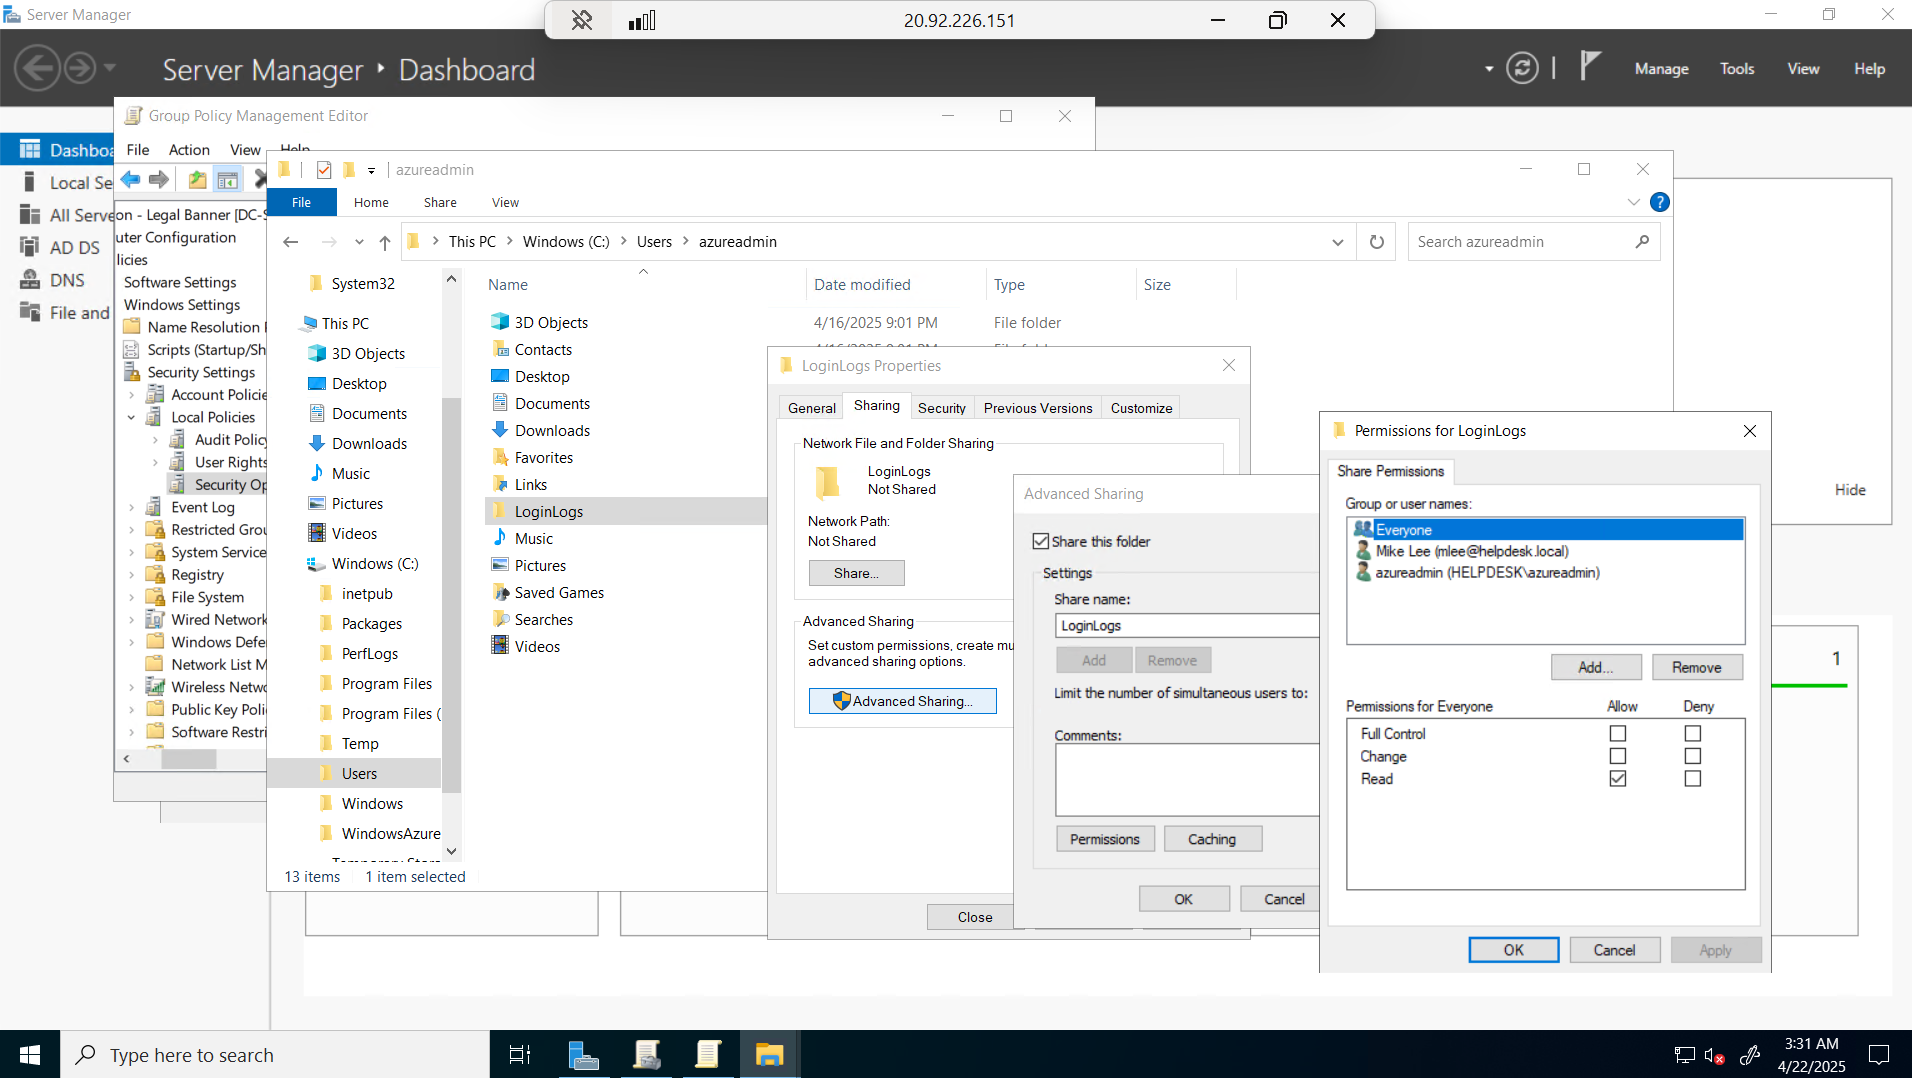 Server Manager
20.92.226.151
Server Manager ‣ Dashboard
Manage Tools View Help
Group Policy Management Editor
File Action View Help
azureadmin
File Home Share View
This PC > Windows (C:) > Users > azureadmin
Search azureadmin
Dashboa
Local Se
All Serve
AD DS
DNS
File and
on - Legal Banner [DC-S
uter Configuration
licies
Software Settings
Windows Settings
Name Resolution
Scripts (Startup/Sh
Security Settings
Account Policie
Local Policies
Audit Policy
User Rights
Security Op
Event Log
Restricted Grou
System Service
Registry
File System
Wired Network
Windows Defe
Network List M
Wireless Netwo
Public Key Poli
Software Restri
System32
This PC
3D Objects
Desktop
Documents
Downloads
Music
Pictures
Videos
Windows (C:)
inetpub
Packages
PerfLogs
Program Files
Program Files (
Temp
Users
Windows
WindowsAzure
13 items 1 item selected
Name Date modified Type Size
3D Objects 4/16/2025 9:01 PM File folder
Contacts
Desktop
Documents
Downloads
Favorites
Links
LoginLogs
Music
Pictures
Saved Games
Searches
Videos
LoginLogs Properties
General Sharing Security Previous Versions Customize
Network File and Folder Sharing
LoginLogs
Not Shared
Network Path:
Not Shared
Share...
Advanced Sharing
Set custom permissions, create mu
advanced sharing options.
Advanced Sharing...
Close
Advanced Sharing
Share this folder
Settings
Share name:
LoginLogs
Add Remove
Limit the number of simultaneous users to:
Comments:
Permissions Caching
OK Cancel
Permissions for LoginLogs
Share Permissions
Group or user names:
Everyone
Mike Lee (mlee@helpdesk.local)
azureadmin (HELPDESK\azureadmin)
Add... Remove
Permissions for Everyone Allow Deny
Full Control
Change
Read
OK Cancel Apply
Hide
1
Type here to search
3:31 AM
4/22/2025